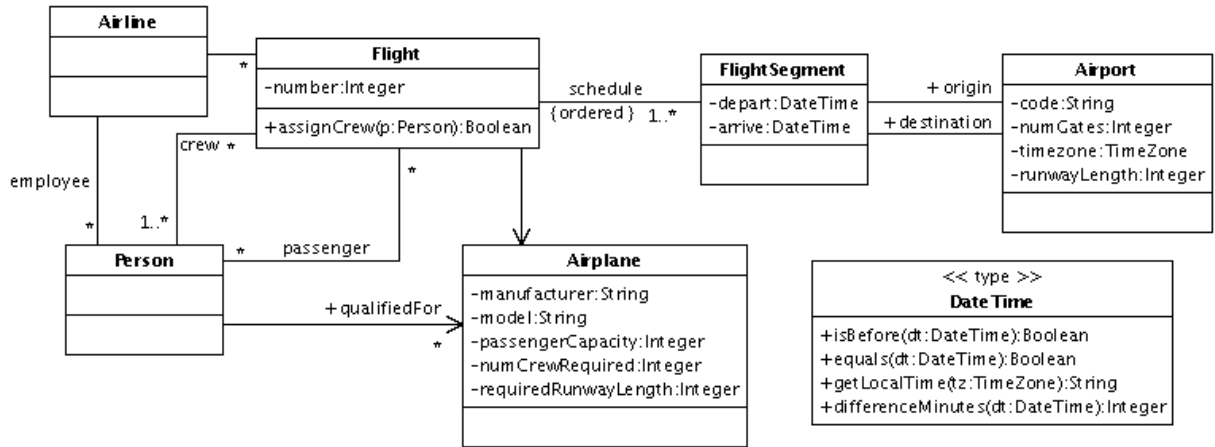 Airline
*
Flight
-number:Integer
+assignCrew(p:Person):Boolean
schedule
{ordered}
1..*
FlightSegment
-depart:DateTime
-arrive:DateTime
+origin
+destination
Airport
-code:String
-numGates:Integer
-timezone:TimeZone
-runwayLength:Integer
employee
*
crew *
1..*
*
Person
* passenger
+qualifiedFor
*
Airplane
-manufacturer:String
-model:String
-passengerCapacity:Integer
-numCrewRequired:Integer
-requiredRunwayLength:Integer
<< type >>
DateTime
+isBefore(dt:DateTime):Boolean
+equals(dt:DateTime):Boolean
+getLocalTime(tz:TimeZone):String
+differenceMinutes(dt:DateTime):Integer